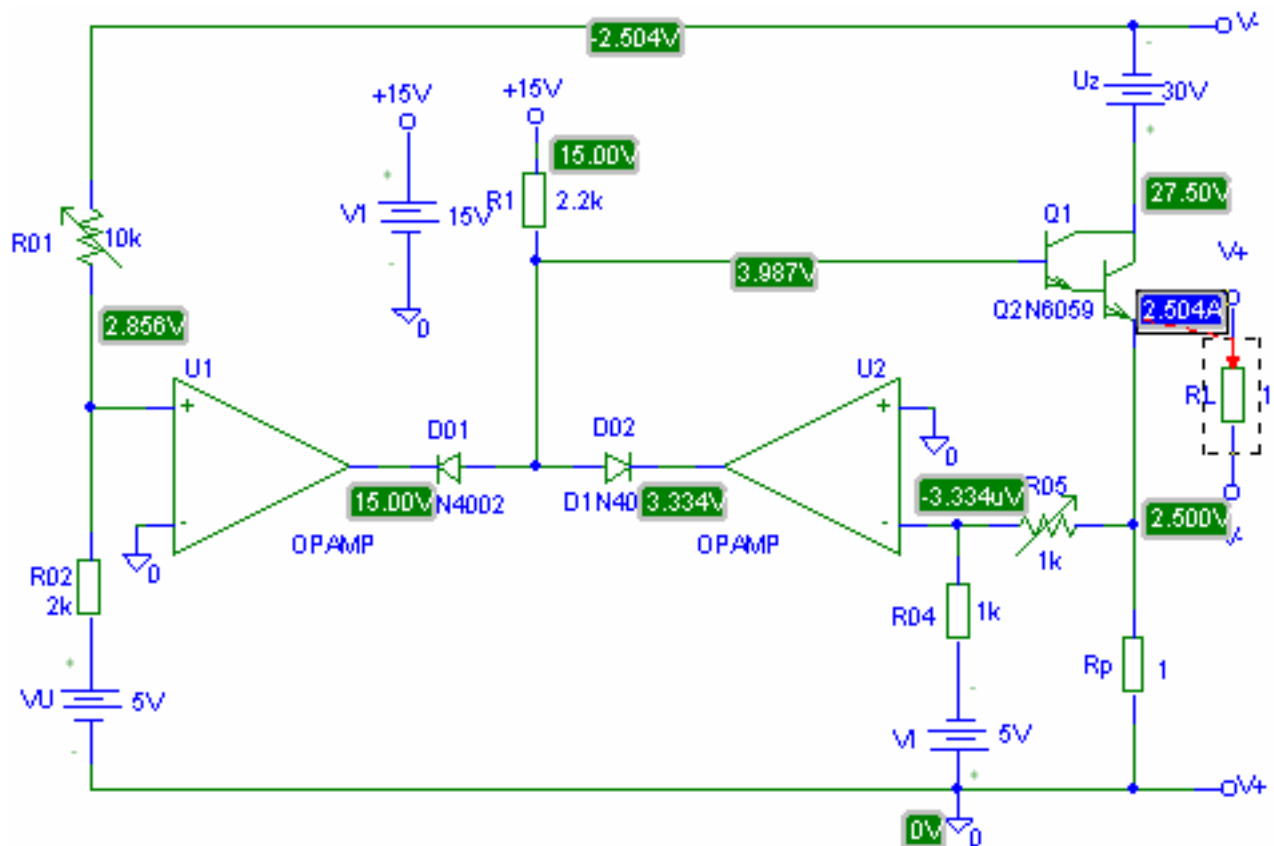 V-
-2.504V
Uz
30V
+15V
+15V
15.00V
27.50V
R1
2.2k
V1
15V
Q1
R01
10k
3.987V
V+
Q2N6059
2.504A
0
2.856V
U1
U2
RL
1
+
+
D01
D02
0
-3.334uV
R05
15.00V
N4002
D1N40
3.334V
2.500V
V-
-
-
0
OPAMP
OPAMP
1k
R02
2k
R04
1k
Rp
1
VU
5V
VI
5V
V+
0V
0